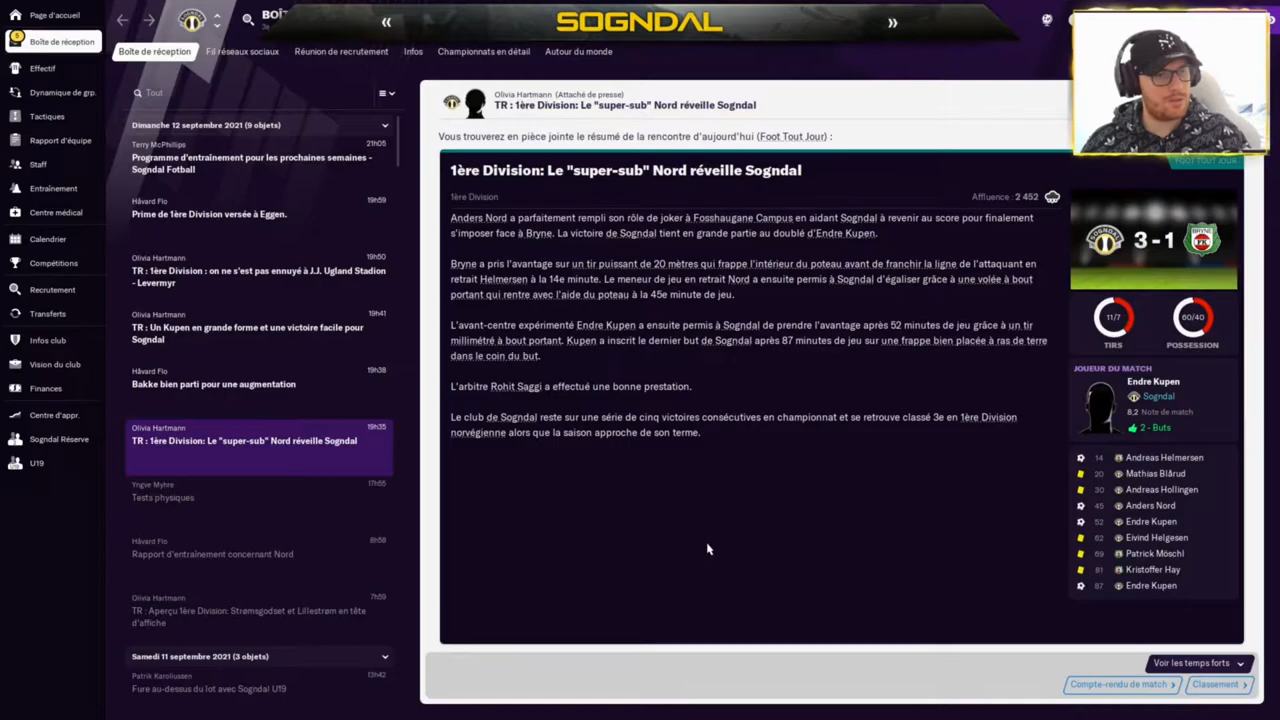 Page d'accueil
5
Boîte de réception
Effectif
Dynamique de grp.
Tactiques
Rapport d'équipe
Staff
Entraînement
Centre médical
Calendrier
Compétitions
Recrutement
Transferts
Infos club
Vision du club
Finances
Centre d'appr.
Sogndal Réserve
U19
SOGNDAL
Boîte de réception
Fil réseaux sociaux
Réunion de recrutement
Infos
Championnats en détail
Autour du monde
Tout
Dimanche 12 septembre 2021 (9 objets)
Terry McPhillips
21h05
Programme d'entraînement pour les prochaines semaines -
Sogndal Fotball
Håvard Flo
19h59
Prime de 1ère Division versée à Eggen.
Olivia Hartmann
19h50
TR : 1ère Division : on ne s'est pas ennuyé à J.J. Ugland Stadion
- Levermyr
Olivia Hartmann
19h41
TR : Un Kupen en grande forme et une victoire facile pour
Sogndal
Håvard Flo
19h38
Bakke bien parti pour une augmentation
Olivia Hartmann
19h35
TR : 1ère Division: Le "super-sub" Nord réveille Sogndal
Yngve Myhre
17h55
Tests physiques
Håvard Flo
8h58
Rapport d'entraînement concernant Nord
Olivia Hartmann
7h59
TR : Aperçu 1ère Division: Strømsgodset et Lillestrøm en tête
d'affiche
Samedi 11 septembre 2021 (3 objets)
Patrik Karoliussen
13h42
Fure au-dessus du lot avec Sogndal U19
Olivia Hartmann (Attaché de presse)
TR : 1ère Division: Le "super-sub" Nord réveille Sogndal
Vous trouverez en pièce jointe le résumé de la rencontre d'aujourd'hui (Foot Tout Jour) :
FOOT TOUT JOUR
1ère Division: Le "super-sub" Nord réveille Sogndal
1ère Division
Affluence : 2 452
Anders Nord a parfaitement rempli son rôle de joker à Fosshaugane Campus en aidant Sogndal à revenir au score pour finalement
s'imposer face à Bryne. La victoire de Sogndal tient en grande partie au doublé d'Endre Kupen.
Bryne a pris l'avantage sur un tir puissant de 20 mètres qui frappe l'intérieur du poteau avant de franchir la ligne de l'attaquant en
retrait Helmersen à la 14e minute. Le meneur de jeu en retrait Nord a ensuite permis à Sogndal d'égaliser grâce à une volée à bout
portant qui rentre avec l'aide du poteau à la 45e minute de jeu.
L'avant-centre expérimenté Endre Kupen a ensuite permis à Sogndal de prendre l'avantage après 52 minutes de jeu grâce à un tir
millimétré à bout portant. Kupen a inscrit le dernier but de Sogndal après 87 minutes de jeu sur une frappe bien placée à ras de terre
dans le coin du but.
L'arbitre Rohit Saggi a effectué une bonne prestation.
Le club de Sogndal reste sur une série de cinq victoires consécutives en championnat et se retrouve classé 3e en 1ère Division
norvégienne alors que la saison approche de son terme.
SOGNDAL
3 - 1
BRYNE
11/7
TIRS
60/40
POSSESSION
JOUEUR DU MATCH
Endre Kupen
Sogndal
8,2 Note de match
2 - Buts
14 Andreas Helmersen
20 Mathias Blårud
30 Andreas Hollingen
45 Anders Nord
52 Endre Kupen
62 Eivind Helgesen
69 Patrick Möschl
81 Kristoffer Hay
87 Endre Kupen
Voir les temps forts
Compte-rendu de match
Classement